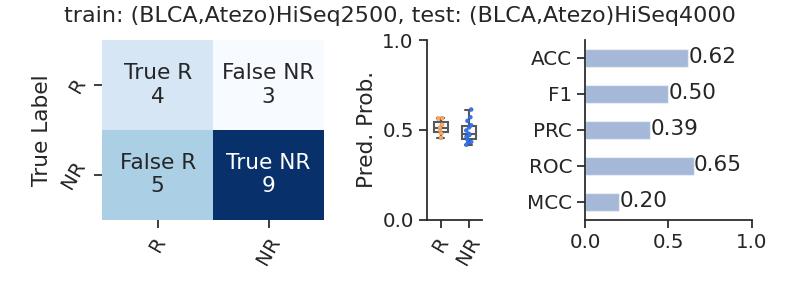 train: (BLCA,Atezo)HiSeq2500, test: (BLCA,Atezo)HiSeq4000
True Label
R
NR
True R
4
False NR
3
False R
5
True NR
9
R
NR
Pred. Prob.
1.0
0.5
0.0
R
NR
ACC
0.62
F1
0.50
PRC
0.39
ROC
0.65
MCC
0.20
0.0
0.5
1.0